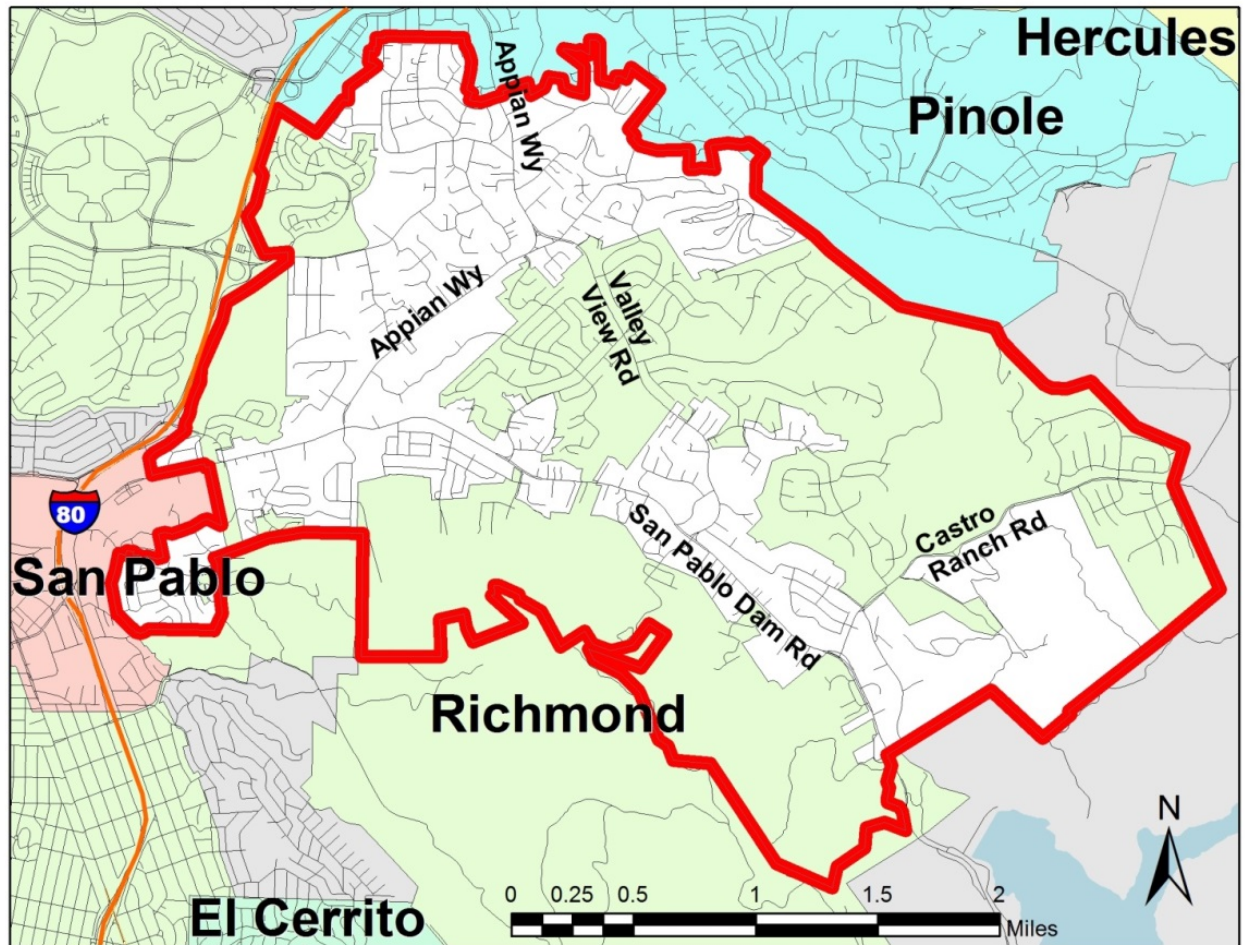 Hercules
Pinole
Appian Wy
Appian Wy
Valley
View Rd
80
San Pablo
San Pablo Dam Rd
Castro
Ranch Rd
Richmond
El Cerrito
N
0 0.25 0.5 1 1.5 2
Miles